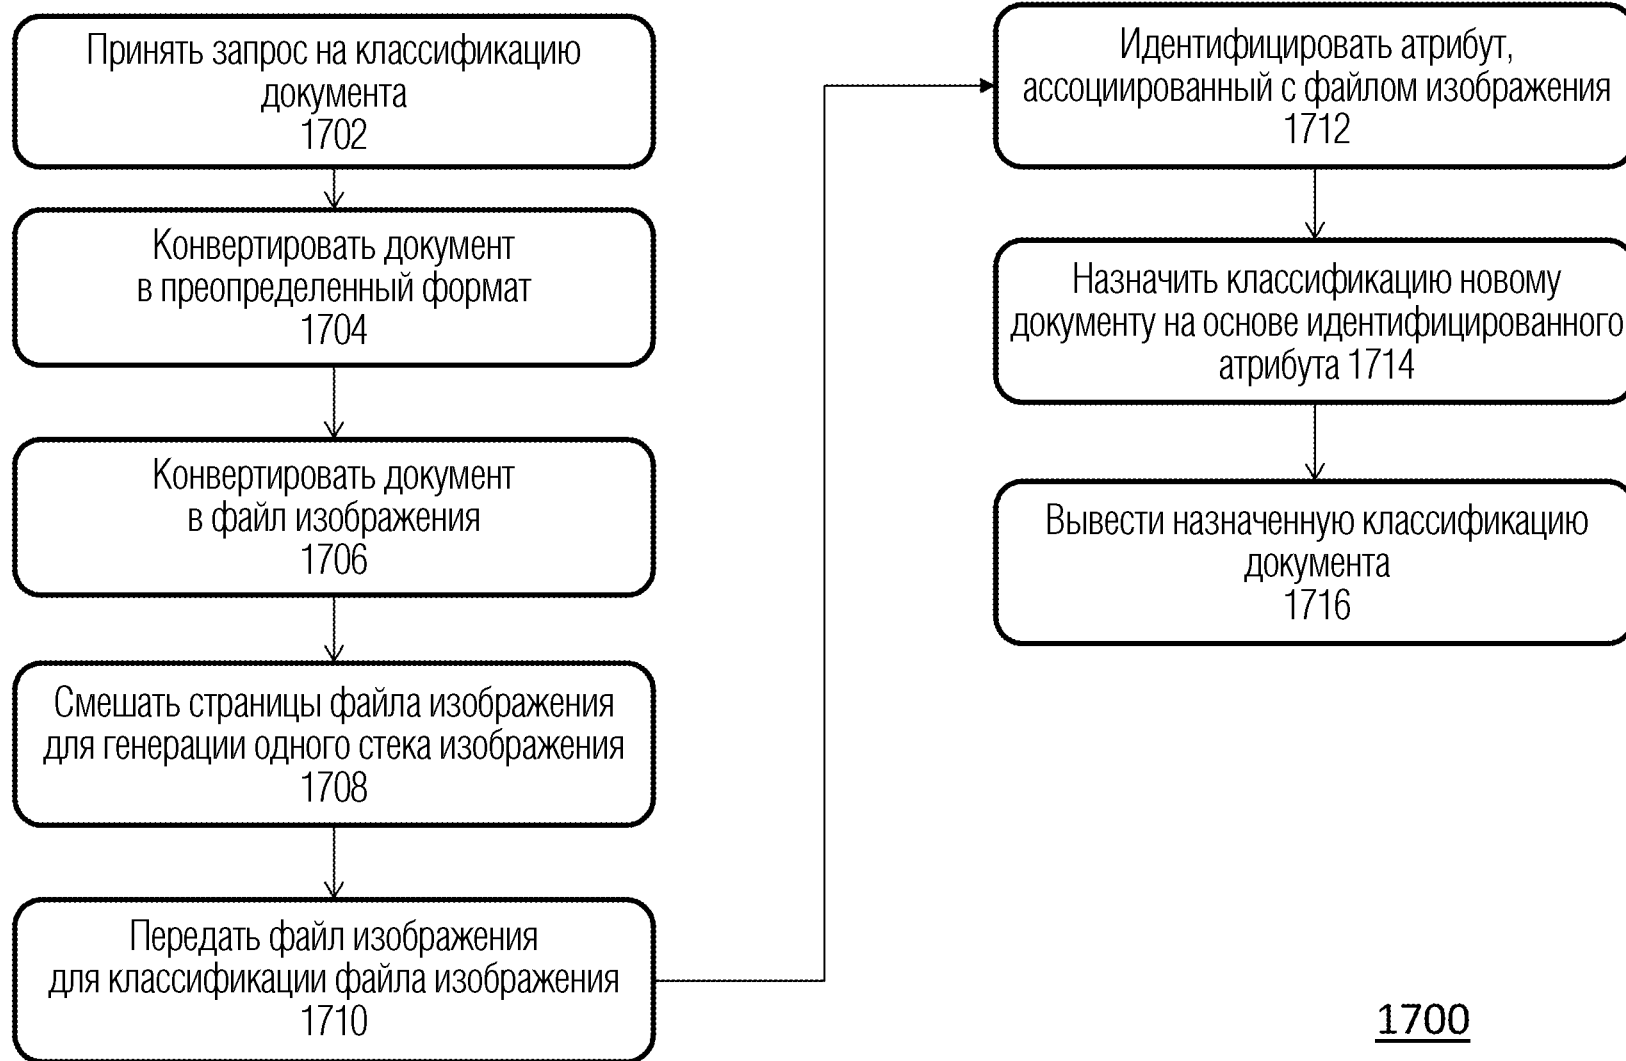 Принять запрос на классификацию
документа
1702
Конвертировать документ
в преопределенный формат
1704
Конвертировать документ
в файл изображения
1706
Смешать страницы файла изображения
для генерации одного стека изображения
1708
Передать файл изображения
для классификации файла изображения
1710
Идентифицировать атрибут,
ассоциированный с файлом изображения
1712
Назначить классификацию новому
документу на основе идентифицированного
атрибута 1714
Вывести назначенную классификацию
документа
1716
1700